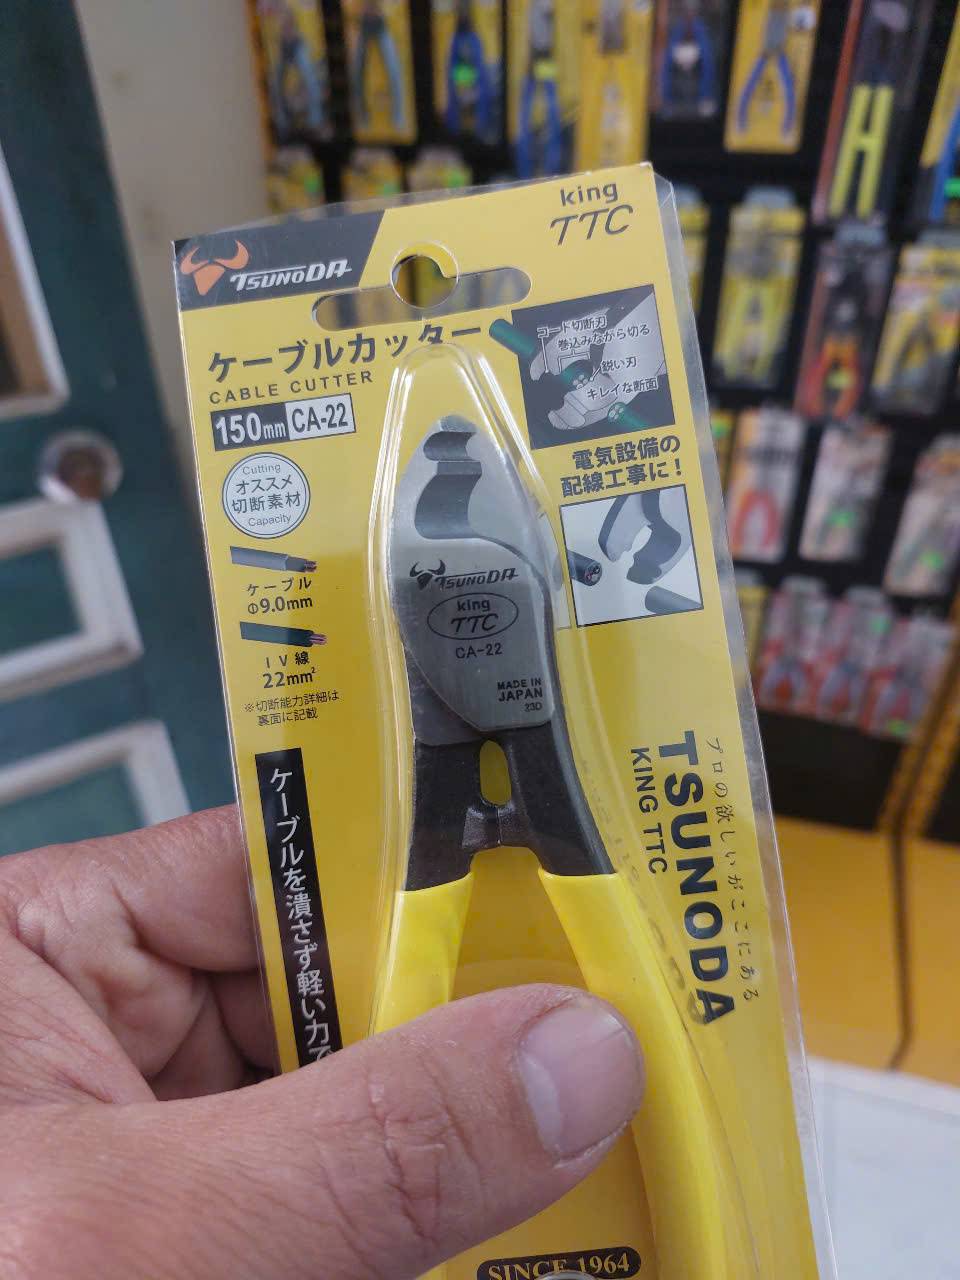 king
TTC
TSUNODA
ケーブルカッター
CABLE CUTTER
150mm CA-22
コード切断刃
巻込みながら切る
鋭い刃
キレイな断面
電気設備の
配線工事に！
Cutting
オススメ
切断素材
Capacity
ケーブル
Φ9.0mm
IV線
22mm²
※切断能力詳細は
裏面に記載
TSUNODA
king
TTC
CA-22
MADE IN
JAPAN
23D
ケーブルを潰さず軽い力で
プロの欲しいがここにある
TSUNODA
KING TTC
SINCE 1964